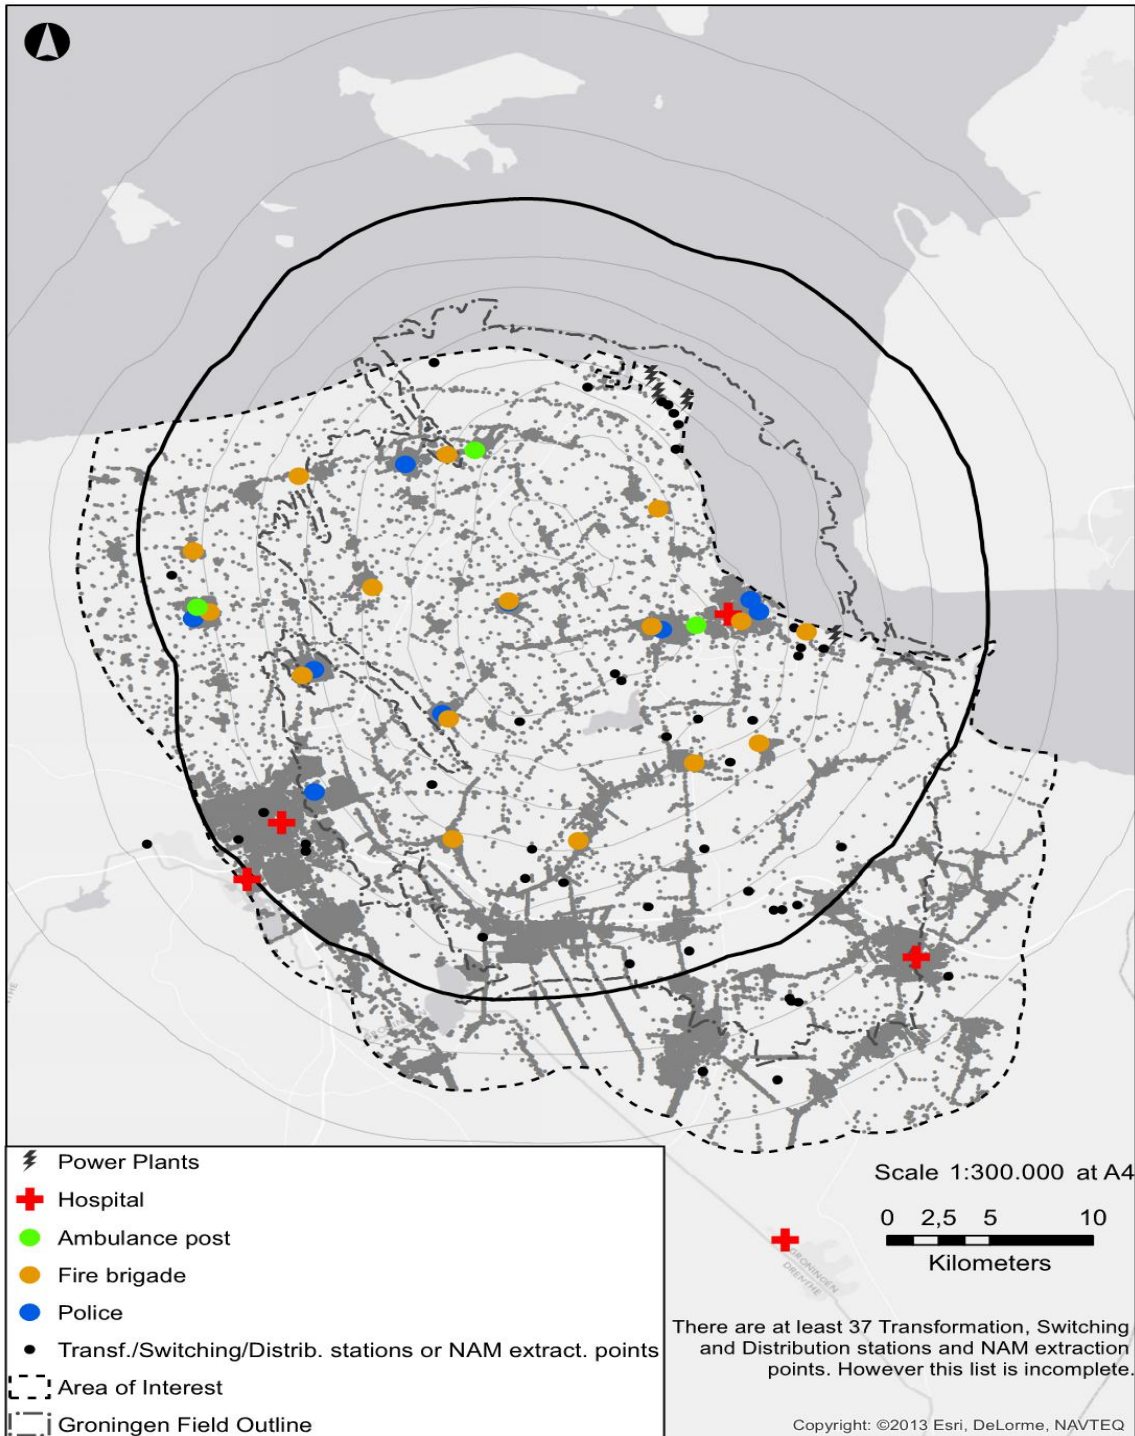 Power Plants
Hospital
Ambulance post
Fire brigade
Police
Transf./Switching/Distrib. stations or NAM extract. points
Area of Interest
Groningen Field Outline
Scale 1:300.000 at A4
0 2,5 5 10
Kilometers
GRONINGEN
DRENTHE
There are at least 37 Transformation, Switching
and Distribution stations and NAM extraction
points. However this list is incomplete.
Copyright: ©2013 Esri, DeLorme, NAVTEQ